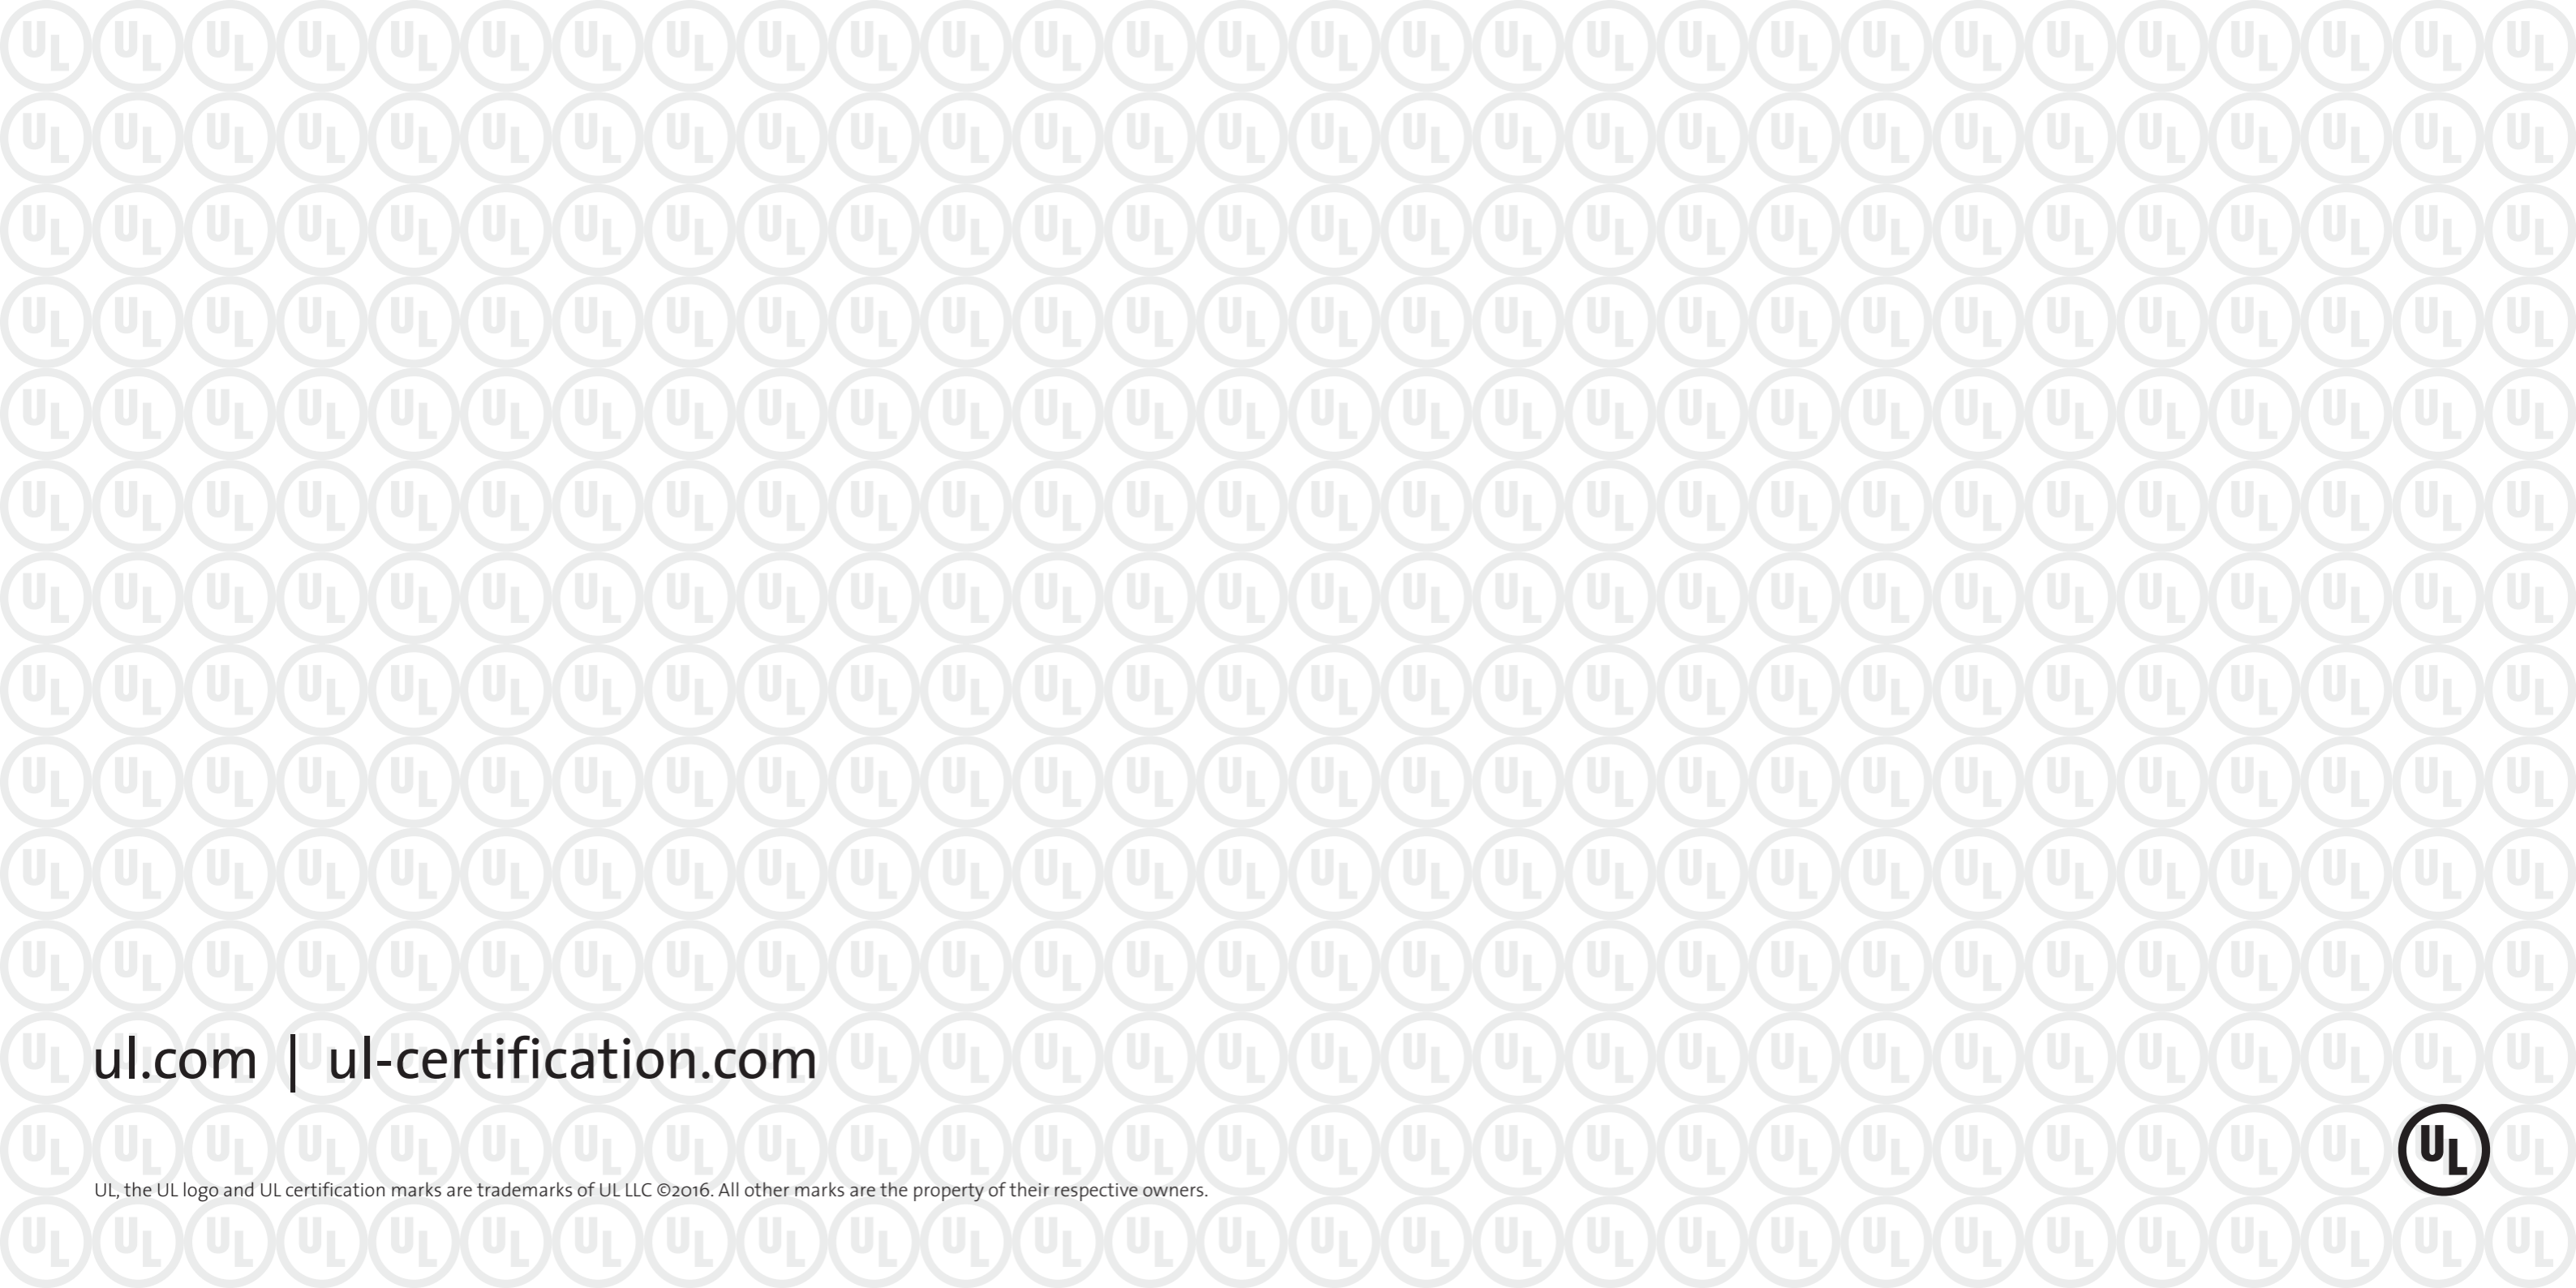 ul.com | ul-certification.com
UL
UL, the UL logo and UL certification marks are trademarks of UL LLC ©2016. All other marks are the property of their respective owners.